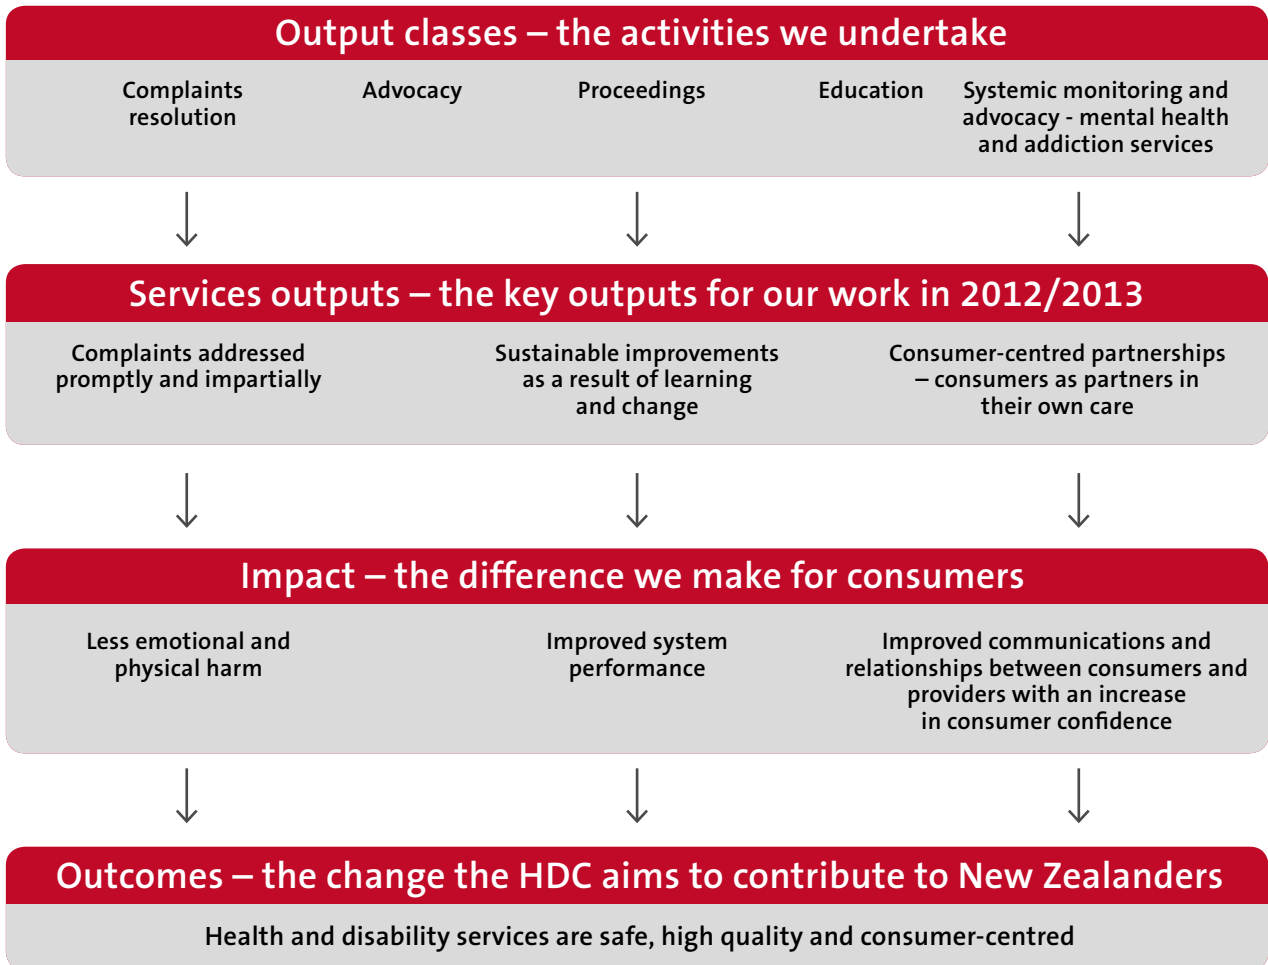 Output classes – the activities we undertake
Complaints
resolution
Advocacy
Proceedings
Education
Systemic monitoring and
advocacy - mental health
and addiction services
Services outputs – the key outputs for our work in 2012/2013
Complaints addressed
promptly and impartially
Sustainable improvements
as a result of learning
and change
Consumer-centred partnerships
– consumers as partners in
their own care
Impact – the difference we make for consumers
Less emotional and
physical harm
Improved system
performance
Improved communications and
relationships between consumers and
providers with an increase
in consumer confidence
Outcomes – the change the HDC aims to contribute to New Zealanders
Health and disability services are safe, high quality and consumer-centred